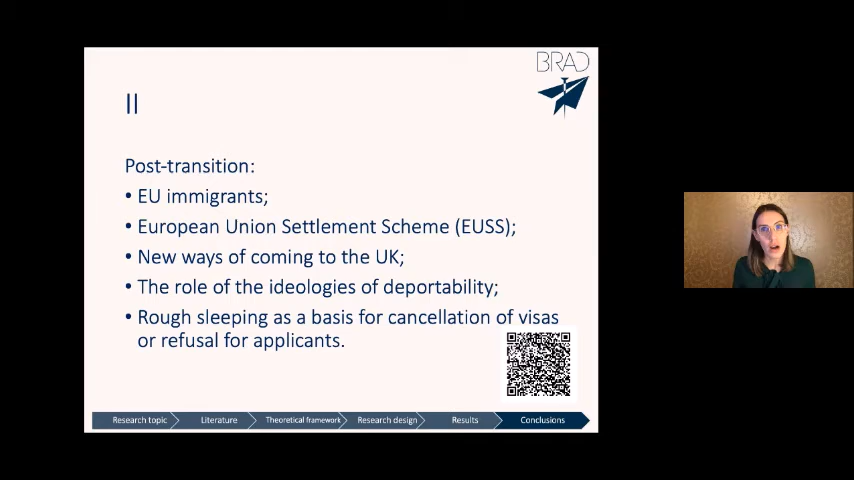 BRAD
II
Post-transition:
• EU immigrants;
• European Union Settlement Scheme (EUSS);
• New ways of coming to the UK;
• The role of the ideologies of deportability;
• Rough sleeping as a basis for cancellation of visas
or refusal for applicants.
Research topic
Literature
Theoretical framework
Research design
Results
Conclusions